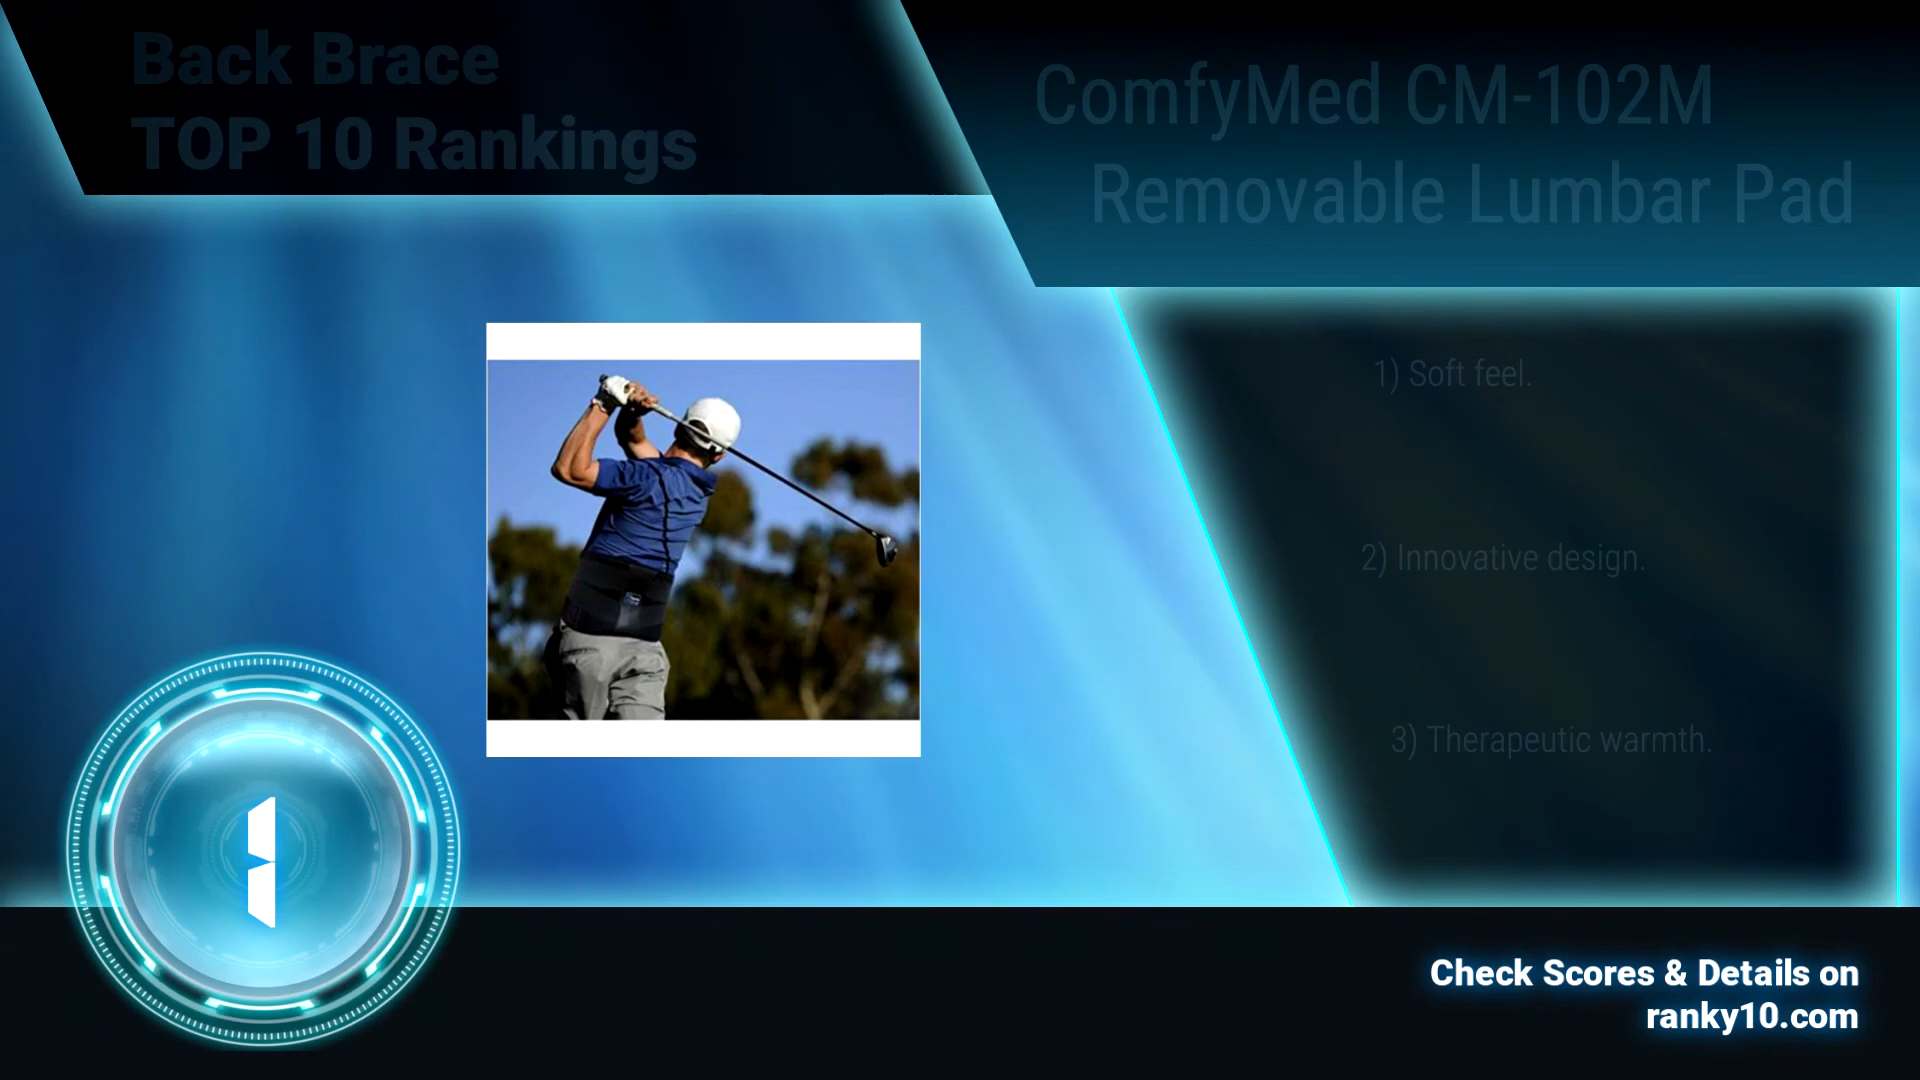 Back Brace
TOP 10 Rankings
ComfyMed CM-102M
Removable Lumbar Pad
1) Soft feel.
2) Innovative design.
3) Therapeutic warmth.
1
Check Scores & Details on
ranky10.com